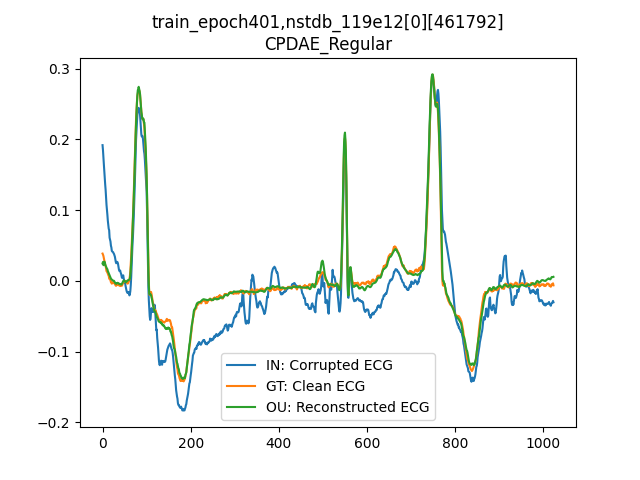 train_epoch401,nstdb_119e12[0][461792]
CPDAE_Regular
0.3
0.2
0.1
0.0
−0.1
−0.2
IN: Corrupted ECG
GT: Clean ECG
OU: Reconstructed ECG
0 200 400 600 800 1000